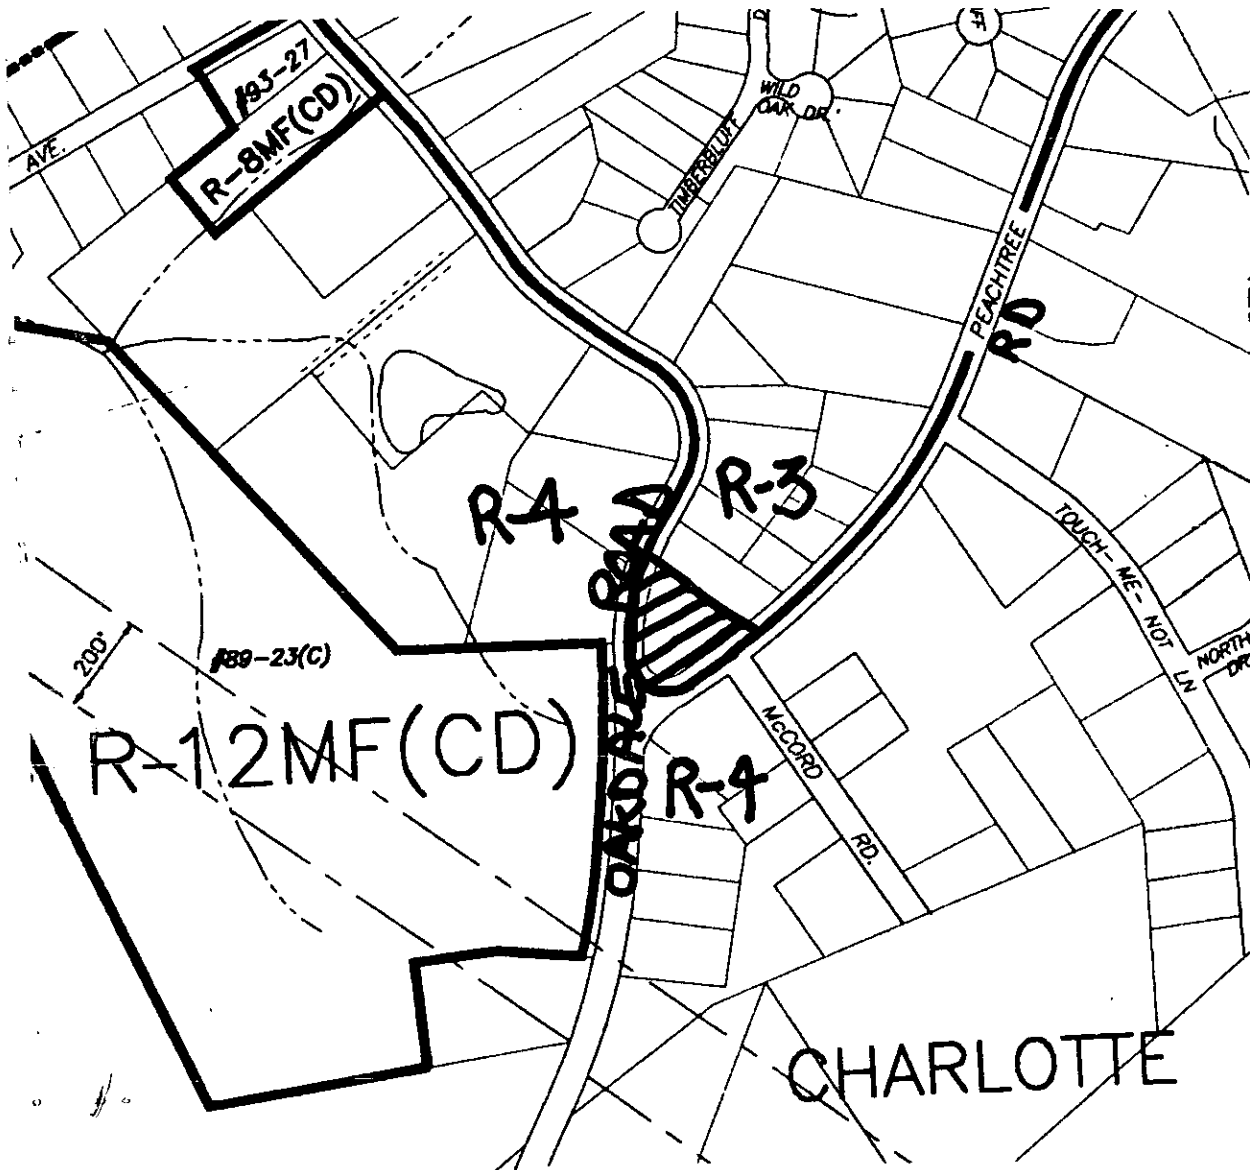 #93-27
R-8MF(CD)
AVE.
WILD
OAK DR.
TIMBERBLUFF
PEACHTREE
RD
R-4
R-3
OAKDALE ROAD
TOUCH-ME-NOT
LN
NORTH
DR
200'
#89-23(C)
R-12MF(CD)
R-4
McCORD
RD.
CHARLOTTE